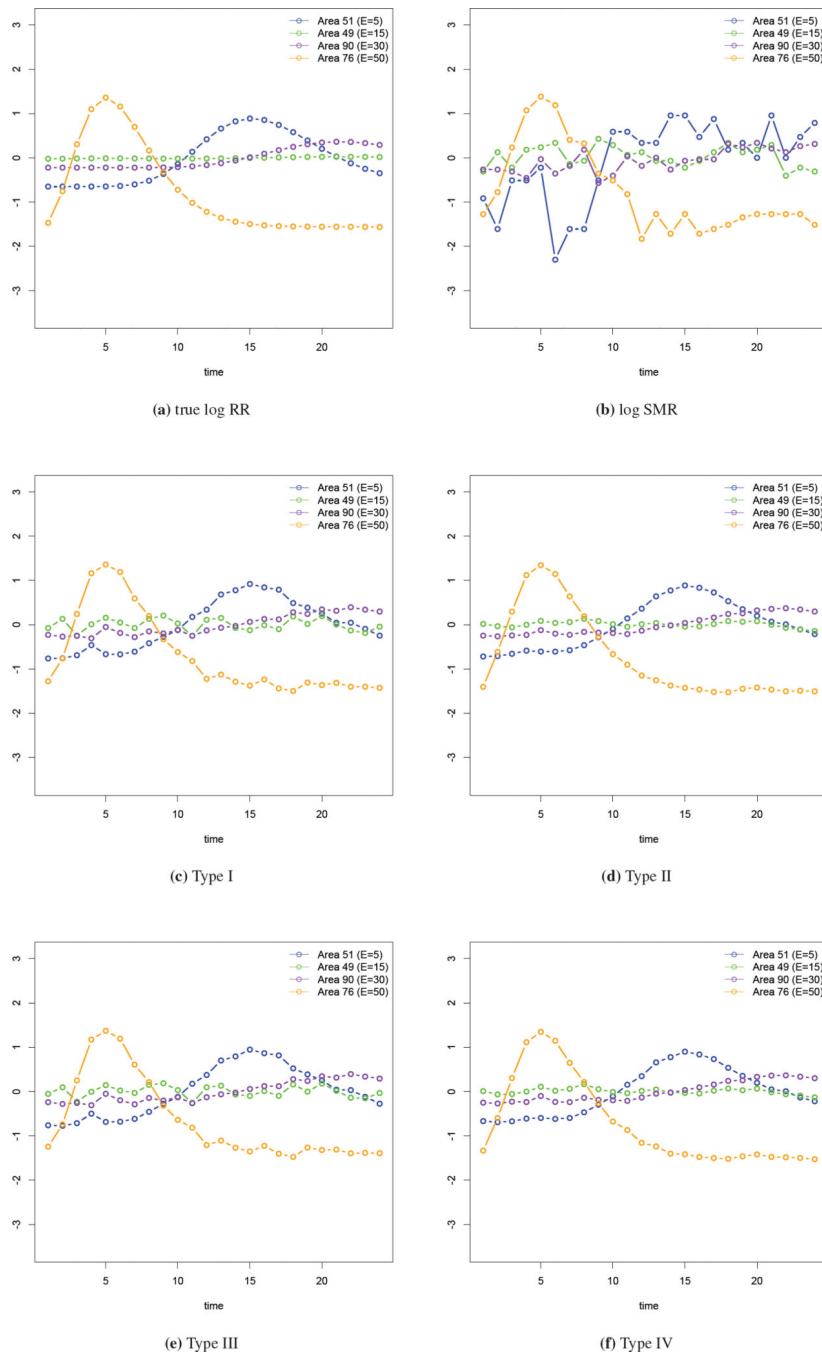 3
2
1
0
-1
-2
-3
Area 51 (E=5)
Area 49 (E=15)
Area 90 (E=30)
Area 76 (E=50)
5
10
15
20
time
(a) true log RR
3
2
1
0
-1
-2
-3
Area 51 (E=5)
Area 49 (E=15)
Area 90 (E=30)
Area 76 (E=50)
5
10
15
20
time
(b) log SMR
3
2
1
0
-1
-2
-3
Area 51 (E=5)
Area 49 (E=15)
Area 90 (E=30)
Area 76 (E=50)
5
10
15
20
time
(c) Type I
3
2
1
0
-1
-2
-3
Area 51 (E=5)
Area 49 (E=15)
Area 90 (E=30)
Area 76 (E=50)
5
10
15
20
time
(d) Type II
3
2
1
0
-1
-2
-3
Area 51 (E=5)
Area 49 (E=15)
Area 90 (E=30)
Area 76 (E=50)
5
10
15
20
time
(e) Type III
3
2
1
0
-1
-2
-3
Area 51 (E=5)
Area 49 (E=15)
Area 90 (E=30)
Area 76 (E=50)
5
10
15
20
time
(f) Type IV